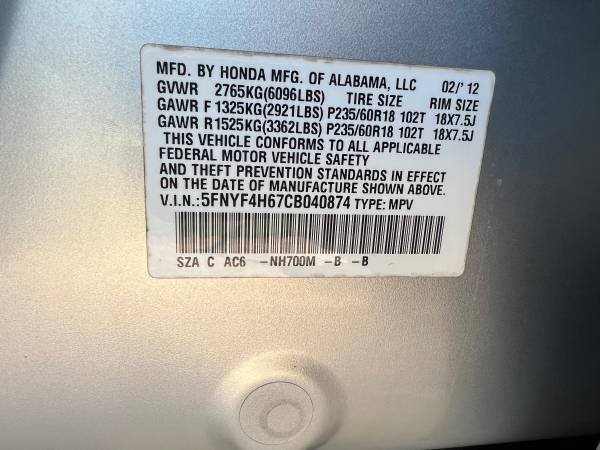 MFD. BY HONDA MFG. OF ALABAMA, LLC 02/'12
GVWR 2765KG(6096LBS) TIRE SIZE RIM SIZE
GAWR F 1325KG(2921LBS) P235/60R18 102T 18X7.5J
GAWR R1525KG(3362LBS) P235/60R18 102T 18X7.5J
THIS VEHICLE CONFORMS TO ALL APPLICABLE
FEDERAL MOTOR VEHICLE SAFETY
AND THEFT PREVENTION STANDARDS IN EFFECT
ON THE DATE OF MANUFACTURE SHOWN ABOVE.
V.I.N.:5FNYF4H67CB040874 TYPE: MPV
SZA C AC6 -NH700M -B -B